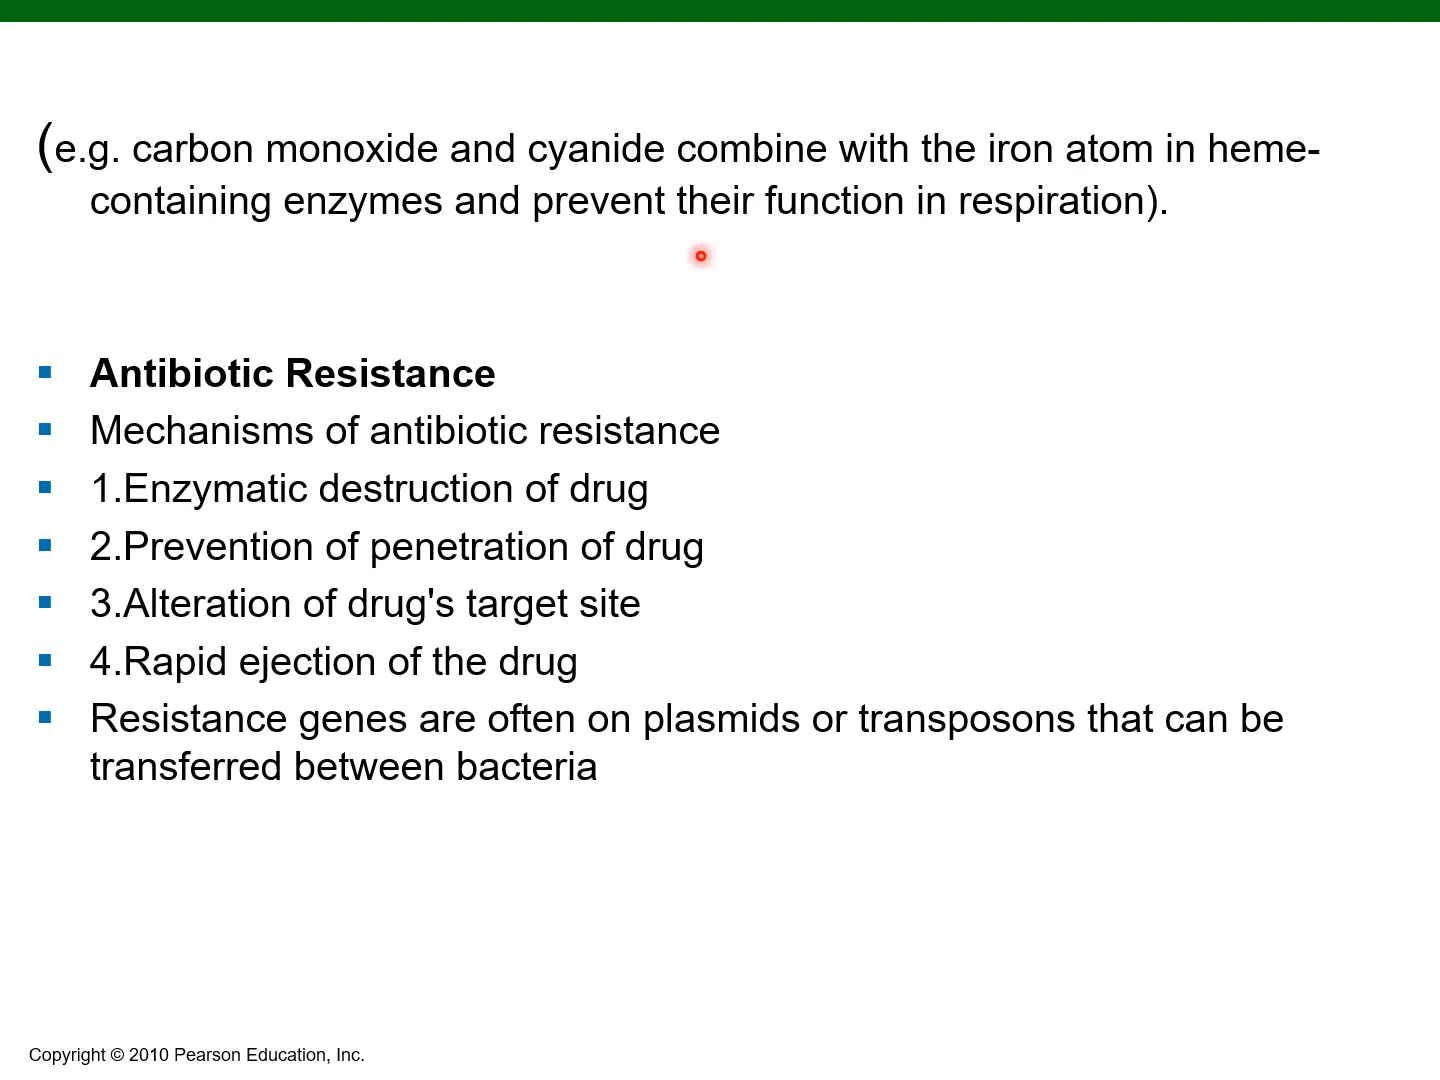 (e.g. carbon monoxide and cyanide combine with the iron atom in heme-
containing enzymes and prevent their function in respiration).
Antibiotic Resistance
Mechanisms of antibiotic resistance
1.Enzymatic destruction of drug
2.Prevention of penetration of drug
3.Alteration of drug's target site
4.Rapid ejection of the drug
Resistance genes are often on plasmids or transposons that can be
transferred between bacteria
Copyright © 2010 Pearson Education, Inc.